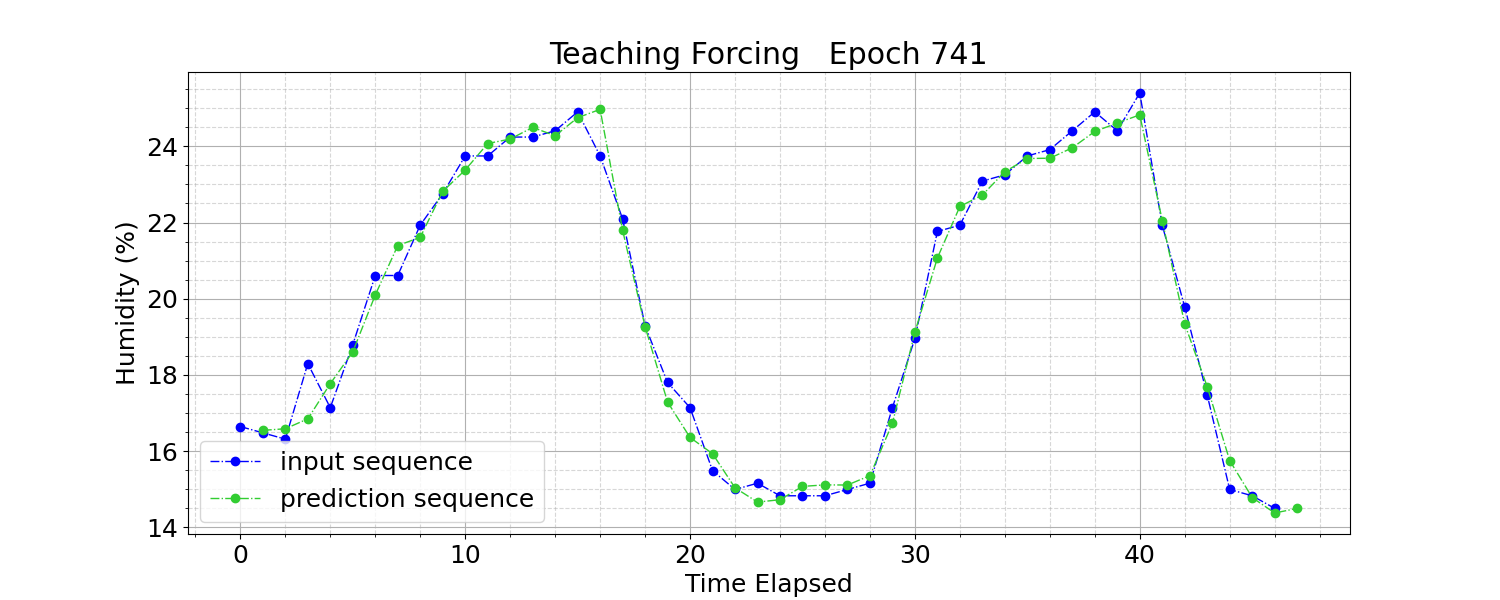 Teaching Forcing   Epoch 741
Humidity (%)
24
22
20
18
16
14
input sequence
prediction sequence
0 10 20 30 40
Time Elapsed